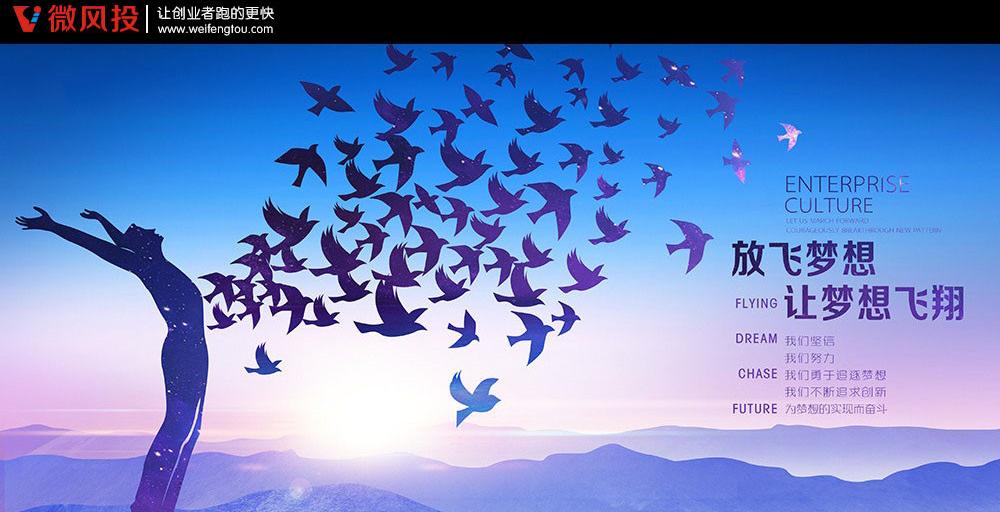 微风投
让创业者跑的更快
www.weifengtou.com
ENTERPRISE
CULTURE
LET US MARCH FORWARD
COURAGEOUSLY BREAKTHROUGH NEW PATTERN
放飞梦想
FLYING 让梦想飞翔
DREAM 我们坚信
我们努力
CHASE 我们勇于追逐梦想
我们不断追求创新
FUTURE 为梦想的实现而奋斗